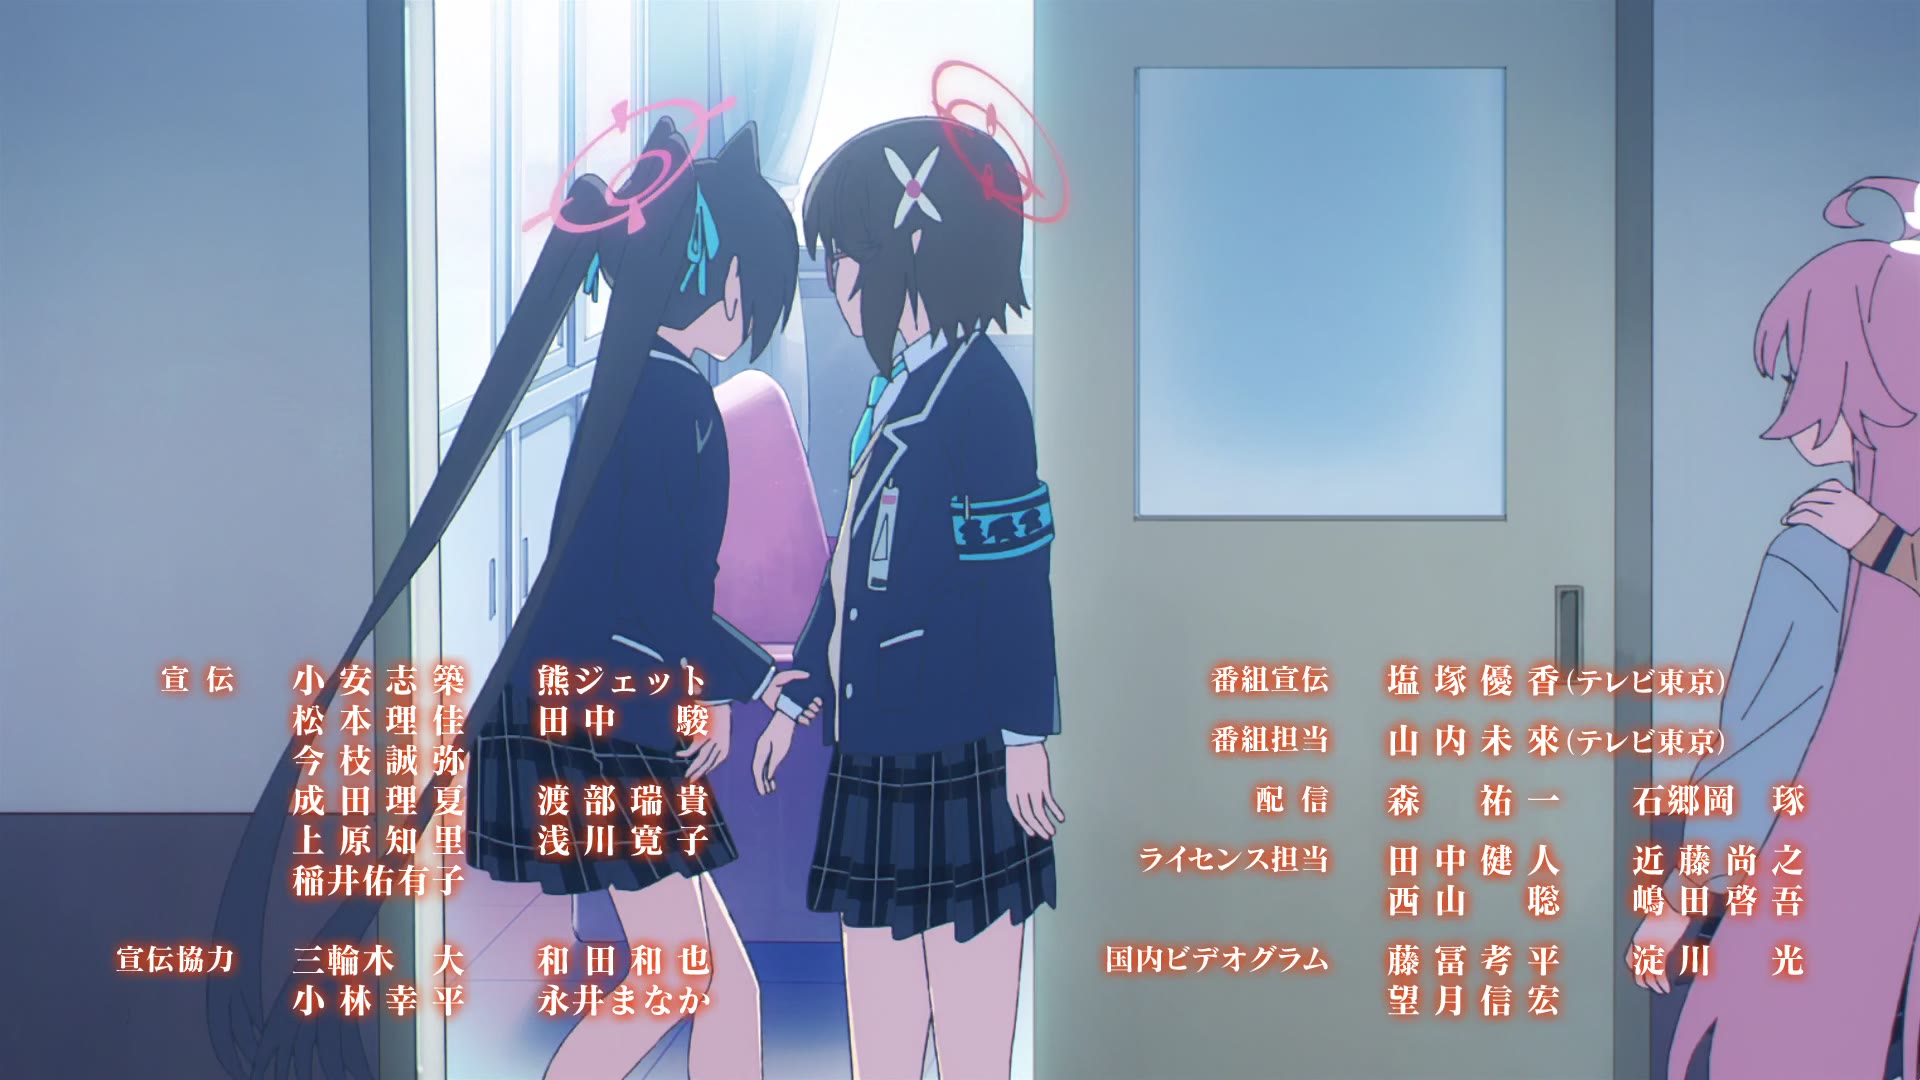 宣伝 小安志築 熊ジェット
松本理佳 田中駿
今枝誠弥
成田理夏 渡部瑞貴
上原知里 浅川寛子
稲井佑有子
宣伝協力 三輪木大 和田和也
小林幸平 永井まなか
番組宣伝 塩塚優香(テレビ東京)
番組担当 山内未來(テレビ東京)
配信 森祐一 石郷岡琢
ライセンス担当 田中健人 近藤尚之
西山聡 嶋田啓吾
国内ビデオグラム 藤冨考平 淀川光
望月信宏